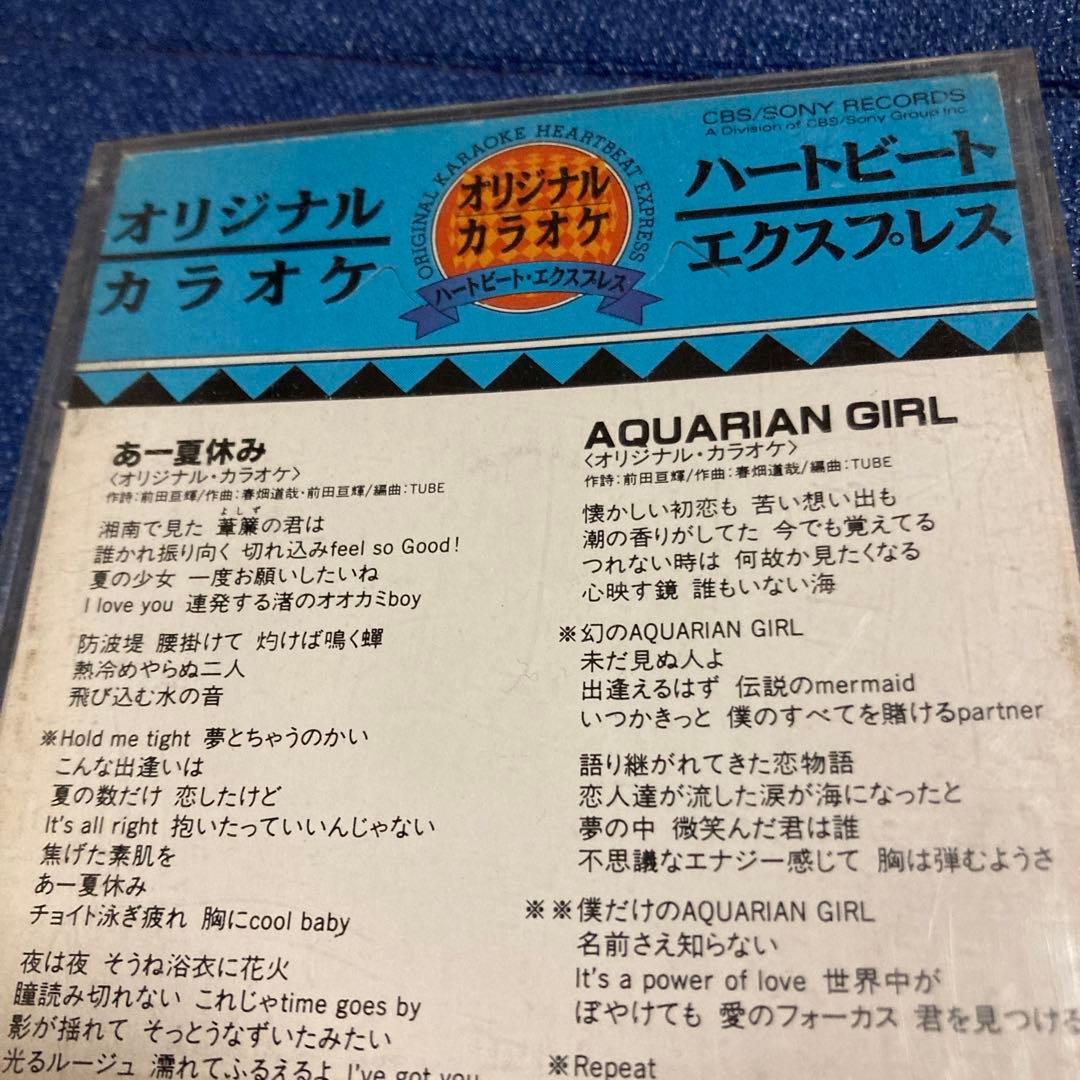 CBS/SONY RECORDS
A Division of CBS/Sony Group Inc.
オリジナル
カラオケ
ORIGINAL KARAOKE HEARTBEAT EXPRESS
オリジナル
カラオケ
ハートビート・エクスプレス
ハートビート
エクスプレス
あー夏休み
〈オリジナル・カラオケ〉
作詩:前田亘輝/作曲:春畑道哉・前田亘輝/編曲:TUBE
よしず
湘南で見た 葦簾の君は
誰かれ振り向く 切れ込みfeel so Good!
夏の少女 一度お願いしたいね
I love you 連発する渚のオオカミboy
防波堤 腰掛けて 灼けば鳴く蟬
熱冷めやらぬ二人
飛び込む水の音
※Hold me tight 夢とちゃうのかい
こんな出逢いは
夏の数だけ 恋したけど
It's all right 抱いたっていいんじゃない
焦げた素肌を
あー夏休み
チョイト泳ぎ疲れ 胸にcool baby
夜は夜 そうね浴衣に花火
瞳読み切れない これじゃtime goes by
影が揺れて そっとうなずいたみたい
光るルージュ 濡れてふるえるよ I've got you
AQUARIAN GIRL
〈オリジナル・カラオケ〉
作詩:前田亘輝/作曲:春畑道哉/編曲:TUBE
懐かしい初恋も 苦い想い出も
潮の香りがしてた 今でも覚えてる
つれない時は 何故か見たくなる
心映す鏡 誰もいない海
※幻のAQUARIAN GIRL
未だ見ぬ人よ
出逢えるはず 伝説のmermaid
いつかきっと 僕のすべてを賭けるpartner
語り継がれてきた恋物語
恋人達が流した涙が海になったと
夢の中 微笑んだ君は誰
不思議なエナジー感じて 胸は弾むようさ
※※僕だけのAQUARIAN GIRL
名前さえ知らない
It's a power of love 世界中が
ぼやけても 愛のフォーカス 君を見つける
※Repeat